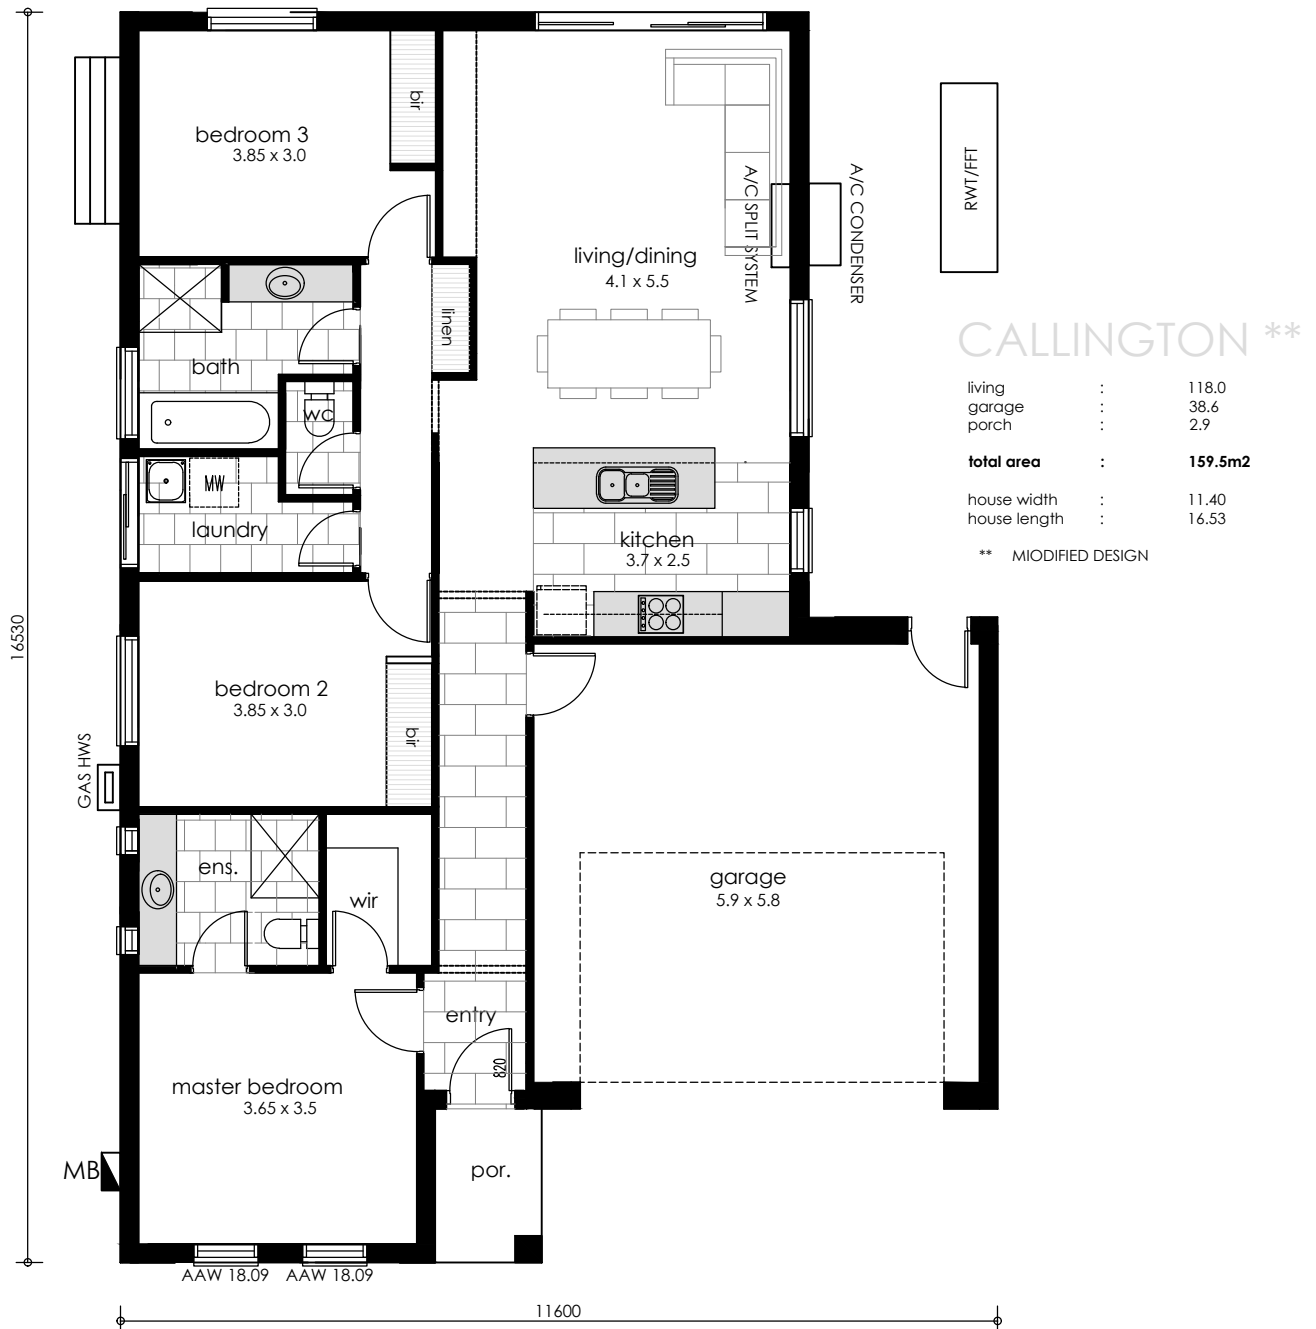 bir
bedroom 3
3.85 x 3.0
RWT/FFT
A/C SPLIT SYSTEM
A/C CONDENSER
living/dining
4.1 x 5.5
linen
CALLINGTON **
bath
living : 118.0
garage : 38.6
porch : 2.9
total area : 159.5m2
house width : 11.40
house length : 16.53
** MIODIFIED DESIGN
wc
MW
laundry
kitchen
3.7 x 2.5
16530
bedroom 2
3.85 x 3.0
bir
GAS HWS
ens.
wir
garage
5.9 x 5.8
entry
820
master bedroom
3.65 x 3.5
MB
por.
AAW 18.09 AAW 18.09
11600